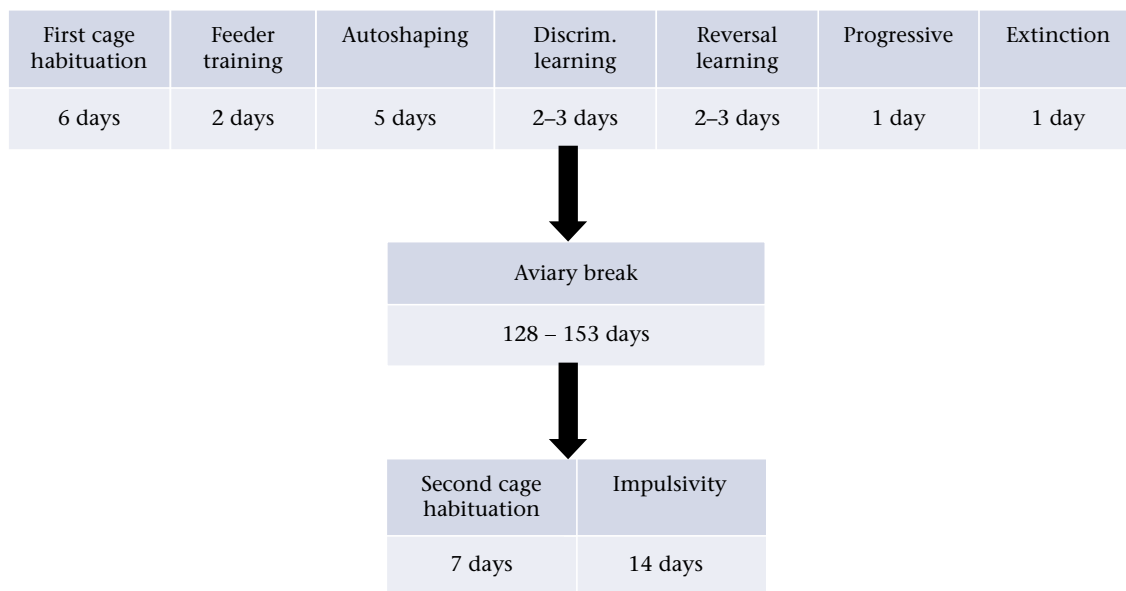 First cage habituation
Feeder training
Autoshaping
Discrim. learning
Reversal learning
Progressive
Extinction
6 days
2 days
5 days
2–3 days
2–3 days
1 day
1 day
Aviary break
128 – 153 days
Second cage habituation
Impulsivity
7 days
14 days